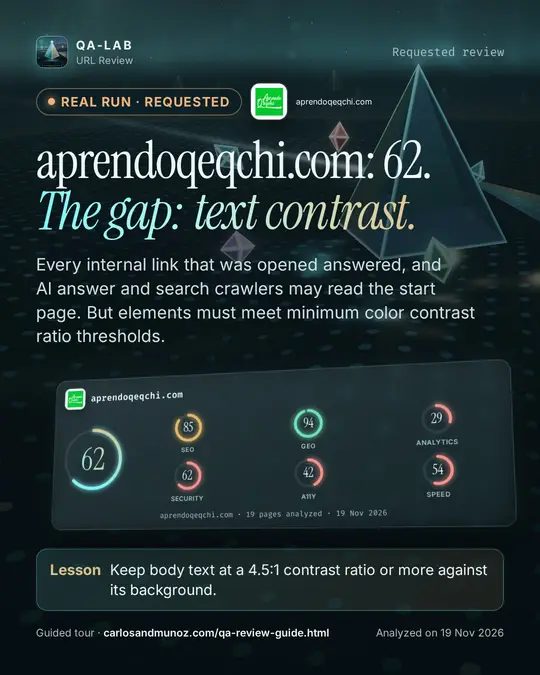 QA-LAB
URL Review
Requested review
REAL RUN · REQUESTED
aprendoqeqchi.com
aprendoqeqchi.com: 62.
The gap: text contrast.
Every internal link that was opened answered, and
AI answer and search crawlers may read the start
page. But elements must meet minimum color contrast
ratio thresholds.
aprendoqeqchi.com
62
85
SEO
94
GEO
29
ANALYTICS
62
SECURITY
42
A11Y
54
SPEED
aprendoqeqchi.com · 19 pages analyzed · 19 Nov 2026
Lesson Keep body text at a 4.5:1 contrast ratio or more against
its background.
Guided tour · carlosandmunoz.com/qa-review-guide.html
Analyzed on 19 Nov 2026